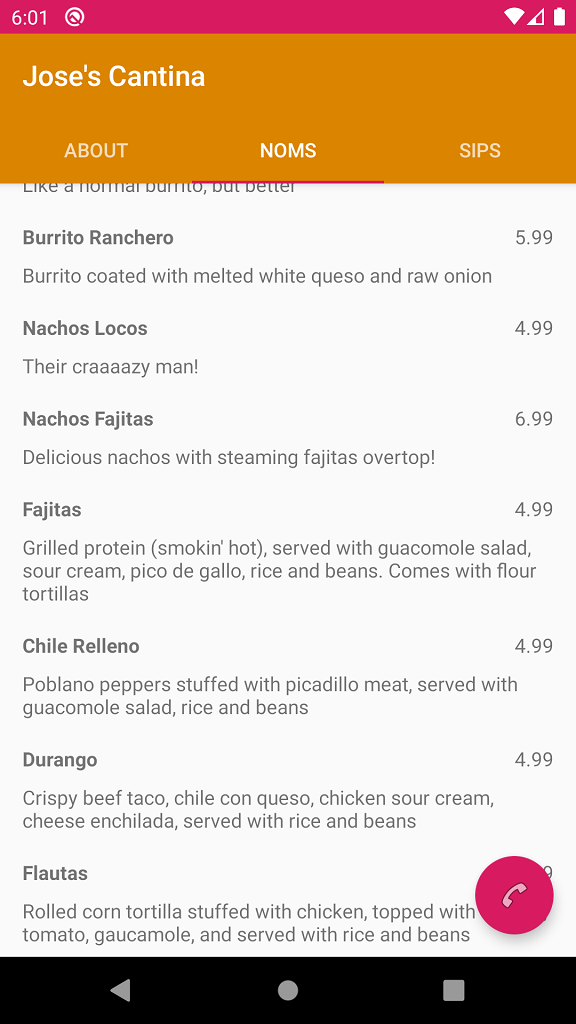 6:01
Jose's Cantina
ABOUT NOMS SIPS
Like a normal burrito, but better
Burrito Ranchero 5.99
Burrito coated with melted white queso and raw onion
Nachos Locos 4.99
Their craaaazy man!
Nachos Fajitas 6.99
Delicious nachos with steaming fajitas overtop!
Fajitas 4.99
Grilled protein (smokin' hot), served with guacomole salad,
sour cream, pico de gallo, rice and beans. Comes with flour
tortillas
Chile Relleno 4.99
Poblano peppers stuffed with picadillo meat, served with
guacomole salad, rice and beans
Durango 4.99
Crispy beef taco, chile con queso, chicken sour cream,
cheese enchilada, served with rice and beans
Flautas
Rolled corn tortilla stuffed with chicken, topped with
tomato, gaucamole, and served with rice and beans